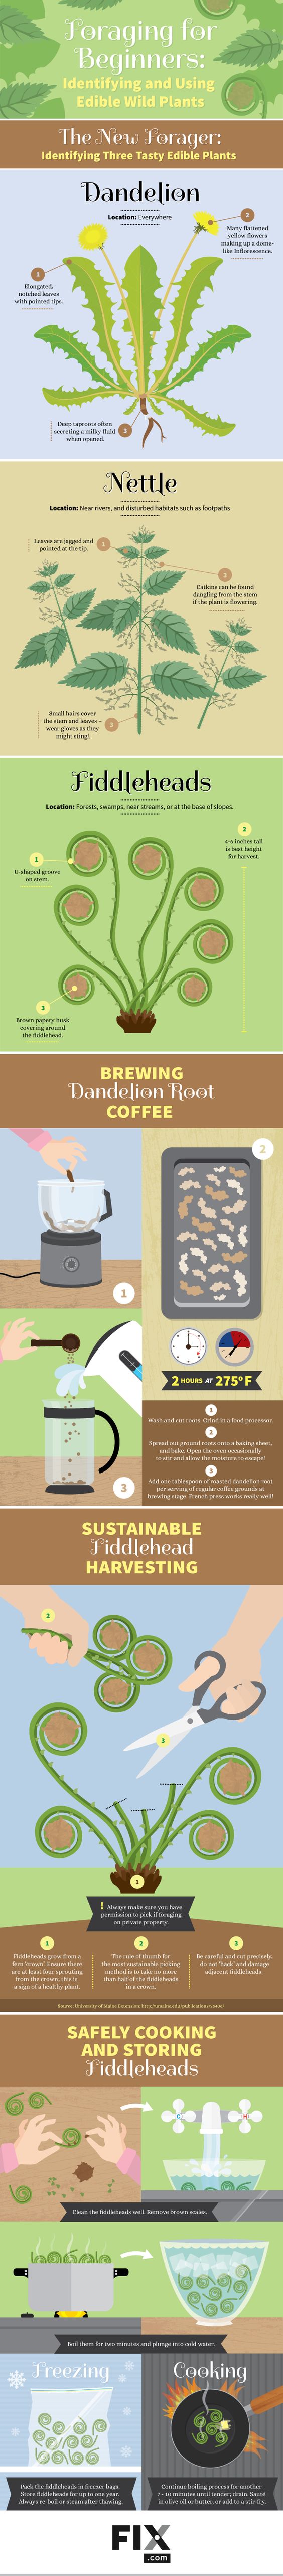 Foraging for
Beginners:
Identifying and Using
Edible Wild Plants
The New Forager:
Identifying Three Tasty Edible Plants
Dandelion
Location: Everywhere
2
Many flattened
yellow flowers
making up a dome-
like Inflorescence.
1
Elongated,
notched leaves
with pointed tips.
Deep taproots often
secreting a milky fluid
when opened.
3
Nettle
Location: Near rivers, and disturbed habitats such as footpaths
Leaves are jagged and
pointed at the tip.
1
3
Catkins can be found
dangling from the stem
if the plant is flowering.
Small hairs cover
the stem and leaves –
wear gloves as they
might sting!.
2
Fiddleheads
Location: Forests, swamps, near streams, or at the base of slopes.
1
U-shaped groove
on stem.
2
4-6 inches tall
is best height
for harvest.
3
Brown papery husk
covering around
the fiddlehead.
BREWING
Dandelion Root
COFFEE
1
2
2 HOURS AT 275° F
3
1
Wash and cut roots. Grind in a food processor.
2
Spread out ground roots onto a baking sheet,
and bake. Open the oven occasionally
to stir and allow the moisture to escape!
3
Add one tablespoon of roasted dandelion root
per serving of regular coffee grounds at
brewing stage. French press works really well!
SUSTAINABLE
Fiddlehead
HARVESTING
2
3
1
! Always make sure you have
permission to pick if foraging
on private property.
1
Fiddleheads grow from a
fern 'crown'. Ensure there
are at least four sprouting
from the crown; this is
a sign of a healthy plant.
2
The rule of thumb for
the most sustainable picking
method is to take no more
than half of the fiddleheads
in a crown.
3
Be careful and cut precisely,
do not 'hack' and damage
adjacent fiddleheads.
Source: University of Maine Extension: http://umaine.edu/publications/2540e/
SAFELY COOKING
AND STORING
Fiddleheads
C
H
Clean the fiddleheads well. Remove brown scales.
Boil them for two minutes and plunge into cold water.
Freezing
Cooking
Pack the fiddleheads in freezer bags.
Store fiddleheads for up to one year.
Always re-boil or steam after thawing.
Continue boiling process for another
7 - 10 minutes until tender; drain. Sauté
in olive oil or butter, or add to a stir-fry.
FIX
.com